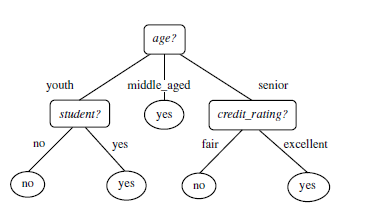 age?
youth middle_aged senior
student? yes credit_rating?
no yes fair excellent
no yes no yes